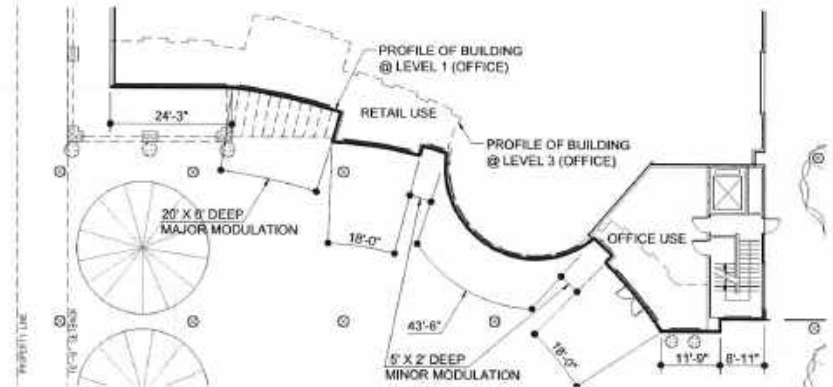 PROFILE OF BUILDING
@ LEVEL 1 (OFFICE)
24'-3"
RETAIL USE
PROFILE OF BUILDING
@ LEVEL 3 (OFFICE)
20' X 6' DEEP
MAJOR MODULATION
18'-0"
OFFICE USE
43'-6"
5' X 2' DEEP
MINOR MODULATION
18'-0"
11'-9"
8'-11"
PROPERTY LINE
SETBACK